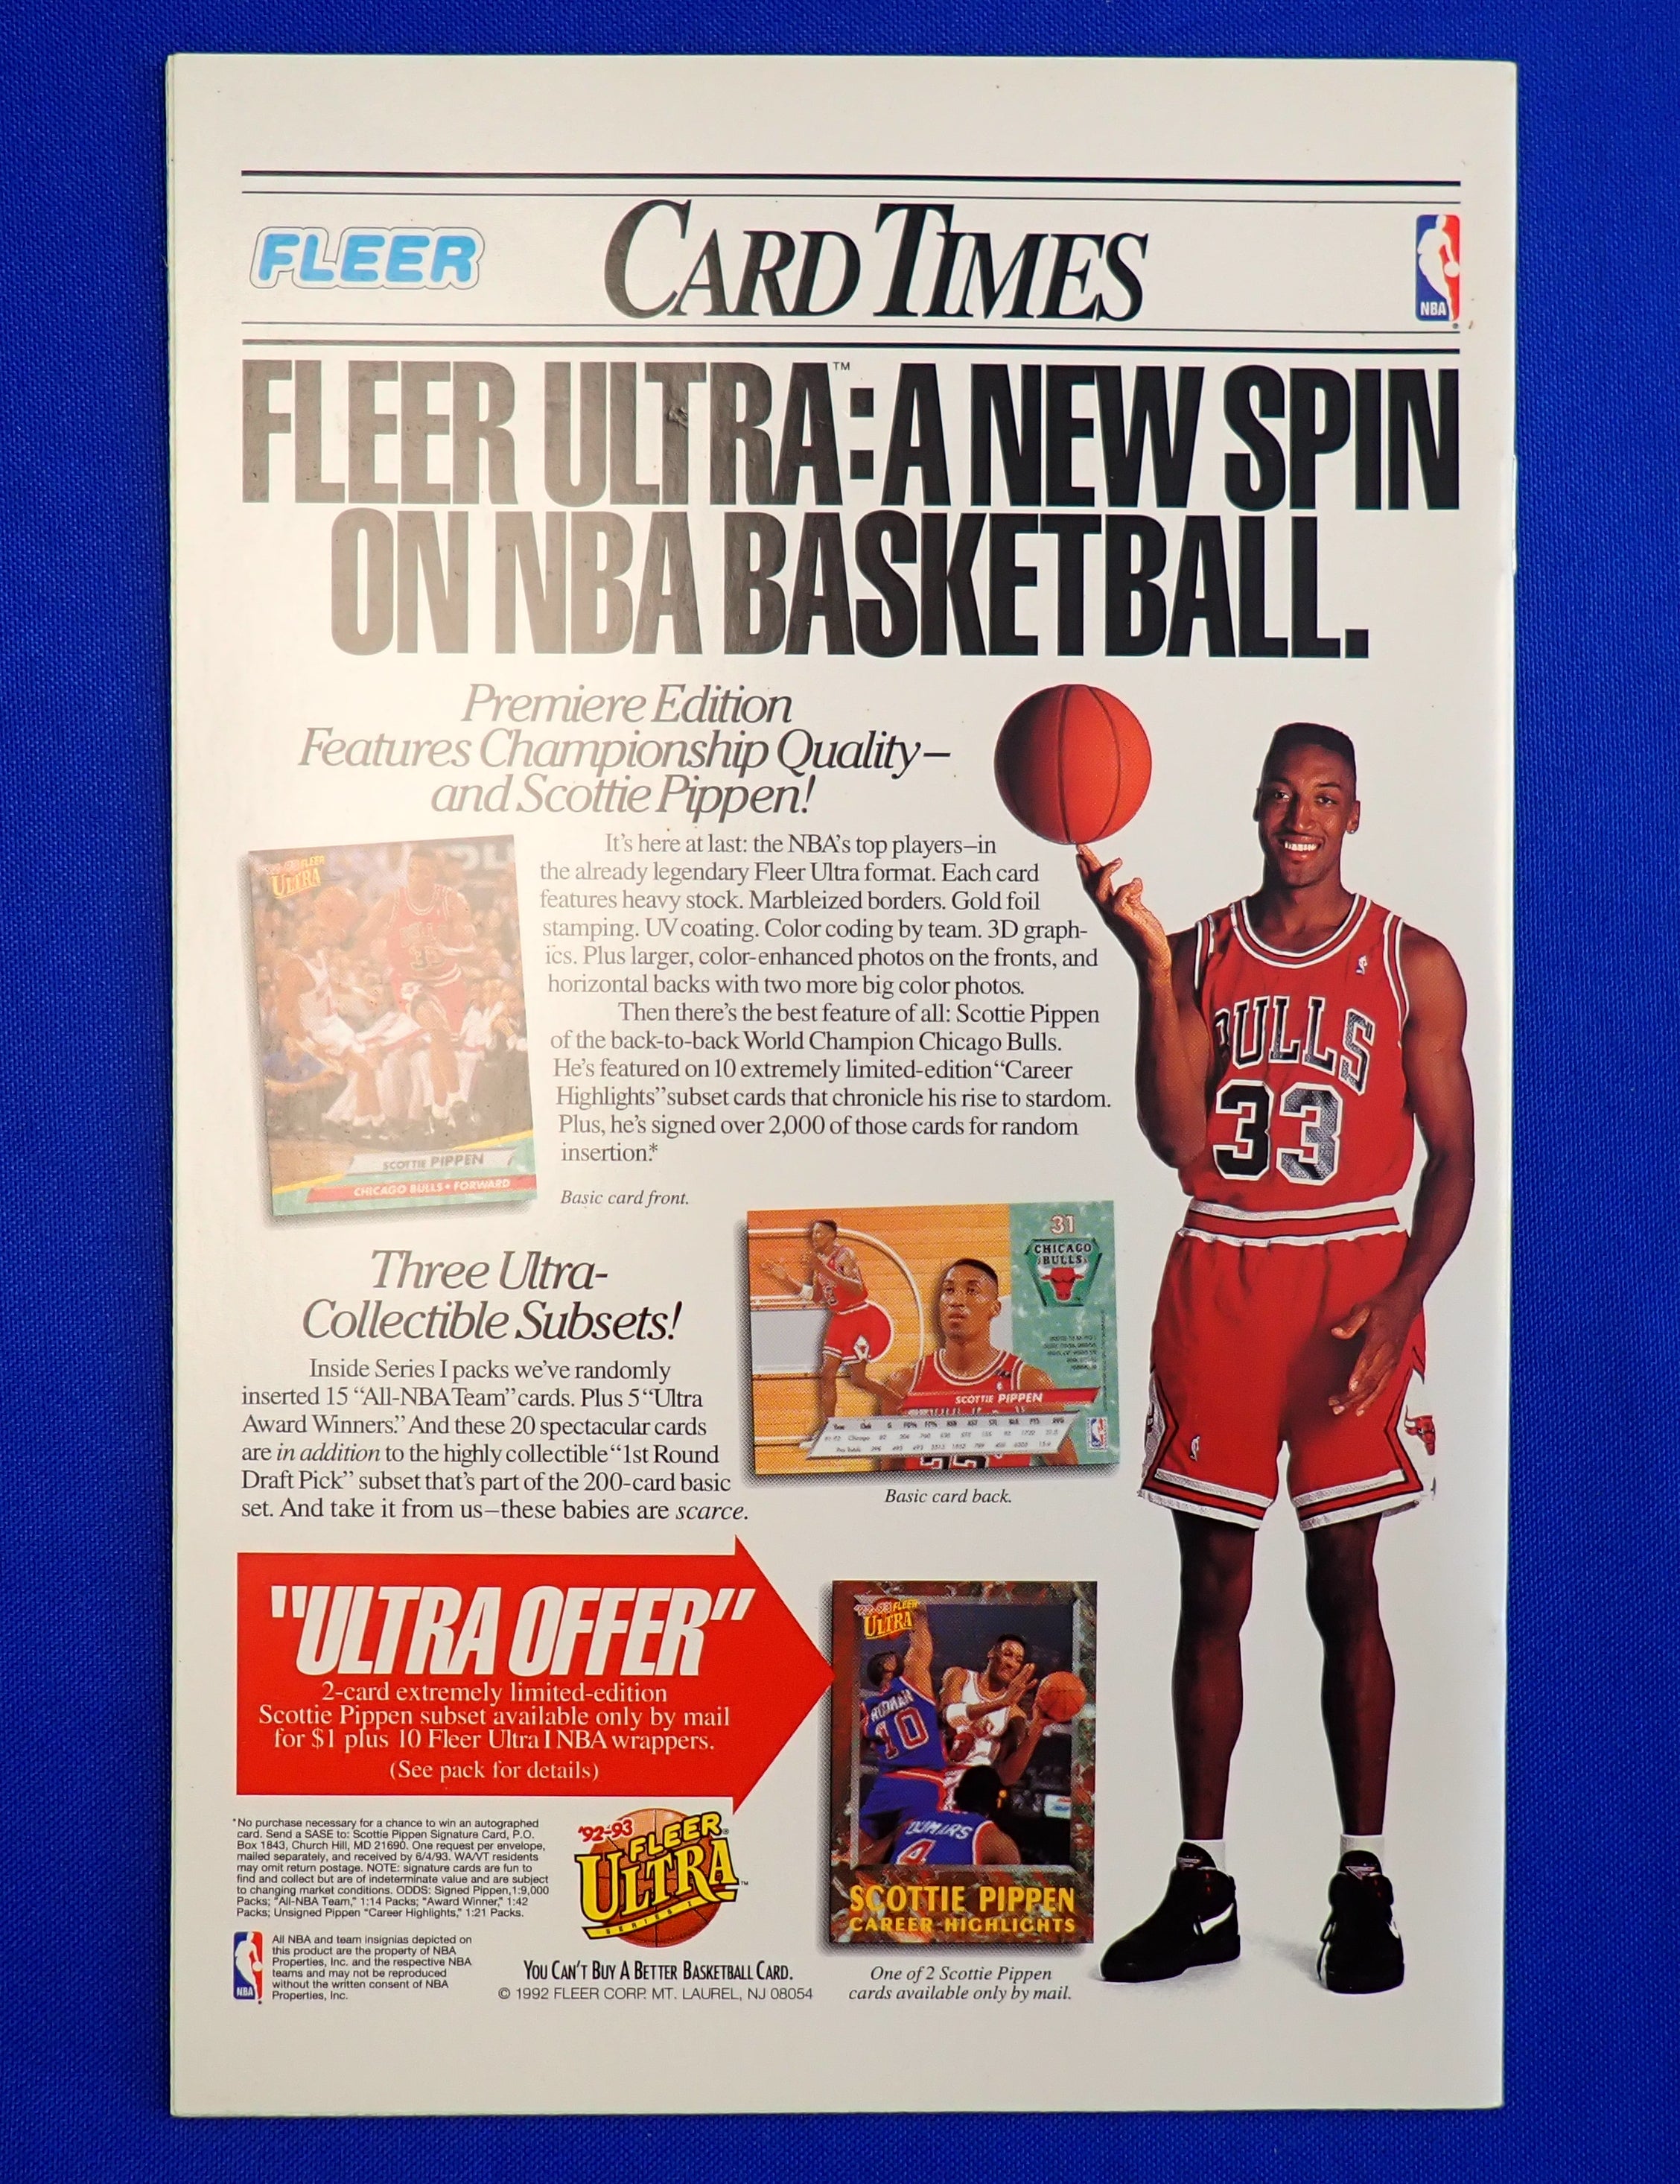 FLEER
CARD TIMES
NBA
FLEER ULTRA™: A NEW SPIN
ON NBA BASKETBALL.
Premiere Edition
Features Championship Quality–
and Scottie Pippen!
It's here at last: the NBA's top players–in
the already legendary Fleer Ultra format. Each card
features heavy stock. Marbleized borders. Gold foil
stamping. UV coating. Color coding by team. 3D graph-
ics. Plus larger, color-enhanced photos on the fronts, and
horizontal backs with two more big color photos.
Then there's the best feature of all: Scottie Pippen
of the back-to-back World Champion Chicago Bulls.
He's featured on 10 extremely limited-edition "Career
Highlights" subset cards that chronicle his rise to stardom.
Plus, he's signed over 2,000 of those cards for random
insertion.*
FLEER
ULTRA
33
SCOTTIE PIPPEN
CHICAGO BULLS • FORWARD
Basic card front.
BULLS
33
Three Ultra-
Collectible Subsets!
Inside Series I packs we've randomly
inserted 15 "All-NBA Team" cards. Plus 5 "Ultra
Award Winners." And these 20 spectacular cards
are in addition to the highly collectible "1st Round
Draft Pick" subset that's part of the 200-card basic
set. And take it from us–these babies are scarce.
31
CHICAGO
BULLS
SCOTTIE PIPPEN
Basic card back.
"ULTRA OFFER"
2-card extremely limited-edition
Scottie Pippen subset available only by mail
for $1 plus 10 Fleer Ultra I NBA wrappers.
(See pack for details)
'92-93 FLEER
ULTRA
RODMAN
10
DUMARS
4
SCOTTIE PIPPEN
CAREER HIGHLIGHTS
One of 2 Scottie Pippen
cards available only by mail.
*No purchase necessary for a chance to win an autographed
card. Send a SASE to: Scottie Pippen Signature Card, P.O.
Box 1843, Church Hill, MD 21690. One request per envelope,
mailed separately, and received by 6/4/93. WA/VT residents
may omit return postage. NOTE: signature cards are fun to
find and collect but are of indeterminate value and are subject
to changing market conditions. ODDS: Signed Pippen,1:9,000
Packs; "All-NBA Team," 1:14 Packs; "Award Winner," 1:42
Packs; Unsigned Pippen "Career Highlights," 1:21 Packs.
'92-93
FLEER®
ULTRA™
SERIES I
NBA
All NBA and team insignias depicted on
this product are the property of NBA
Properties, Inc. and the respective NBA
teams and may not be reproduced
without the written consent of NBA
Properties, Inc.
YOU CAN'T BUY A BETTER BASKETBALL CARD.
© 1992 FLEER CORP. MT. LAUREL, NJ 08054